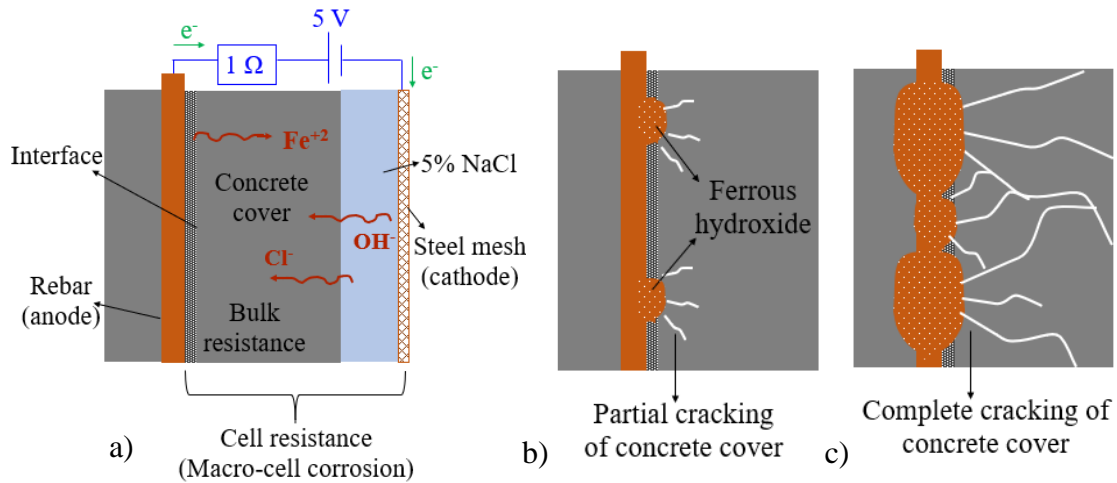 5 V
e-
1 Ω
e-
Interface
Fe+2
Concrete
cover
5% NaCl
OH-
Steel mesh
(cathode)
Cl-
Rebar
(anode)
Bulk
resistance
Cell resistance
(Macro-cell corrosion)
a)
Ferrous
hydroxide
Partial cracking
of concrete cover
b)
Complete cracking of
concrete cover
c)